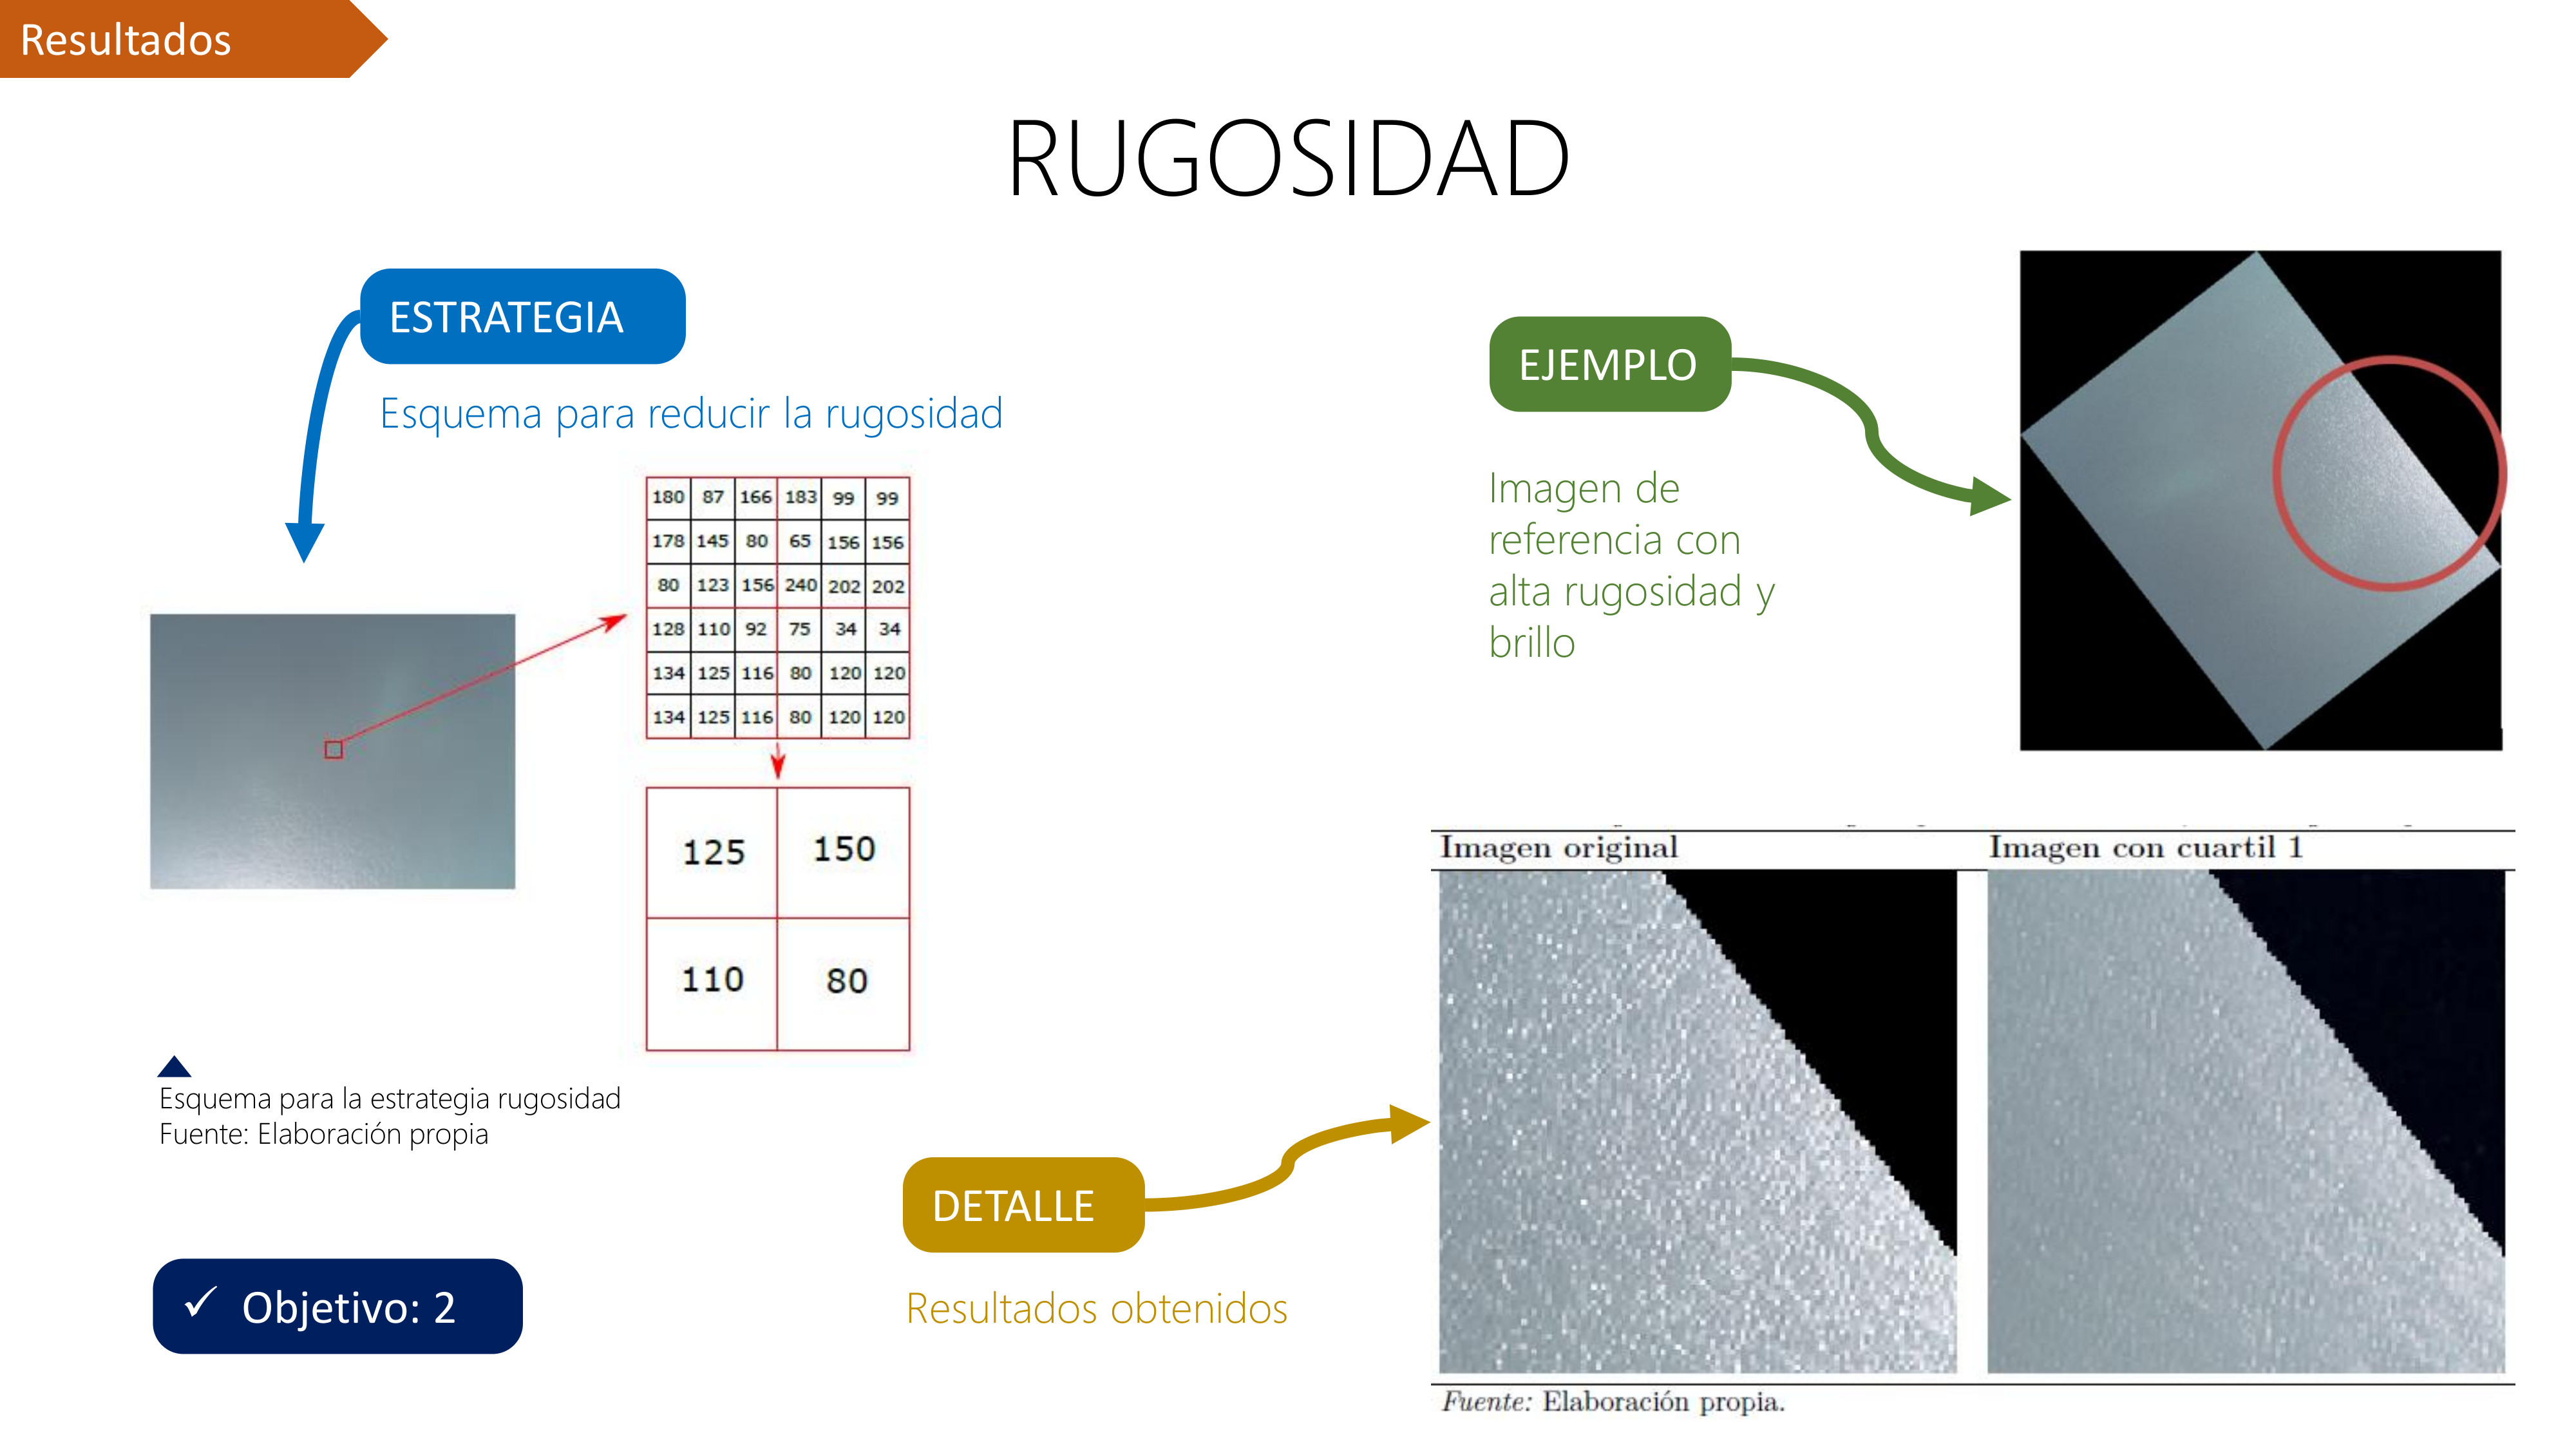 Resultados
RUGOSIDAD
ESTRATEGIA
Esquema para reducir la rugosidad
180 87 166 183 99 99
178 145 80 65 156 156
80 123 156 240 202 202
128 110 92 75 34 34
134 125 116 80 120 120
134 125 116 80 120 120
125 150
110 80
Esquema para la estrategia rugosidad
Fuente: Elaboración propia
✓ Objetivo: 2
EJEMPLO
Imagen de
referencia con
alta rugosidad y
brillo
DETALLE
Resultados obtenidos
Imagen original Imagen con cuartil 1
Fuente: Elaboración propia.